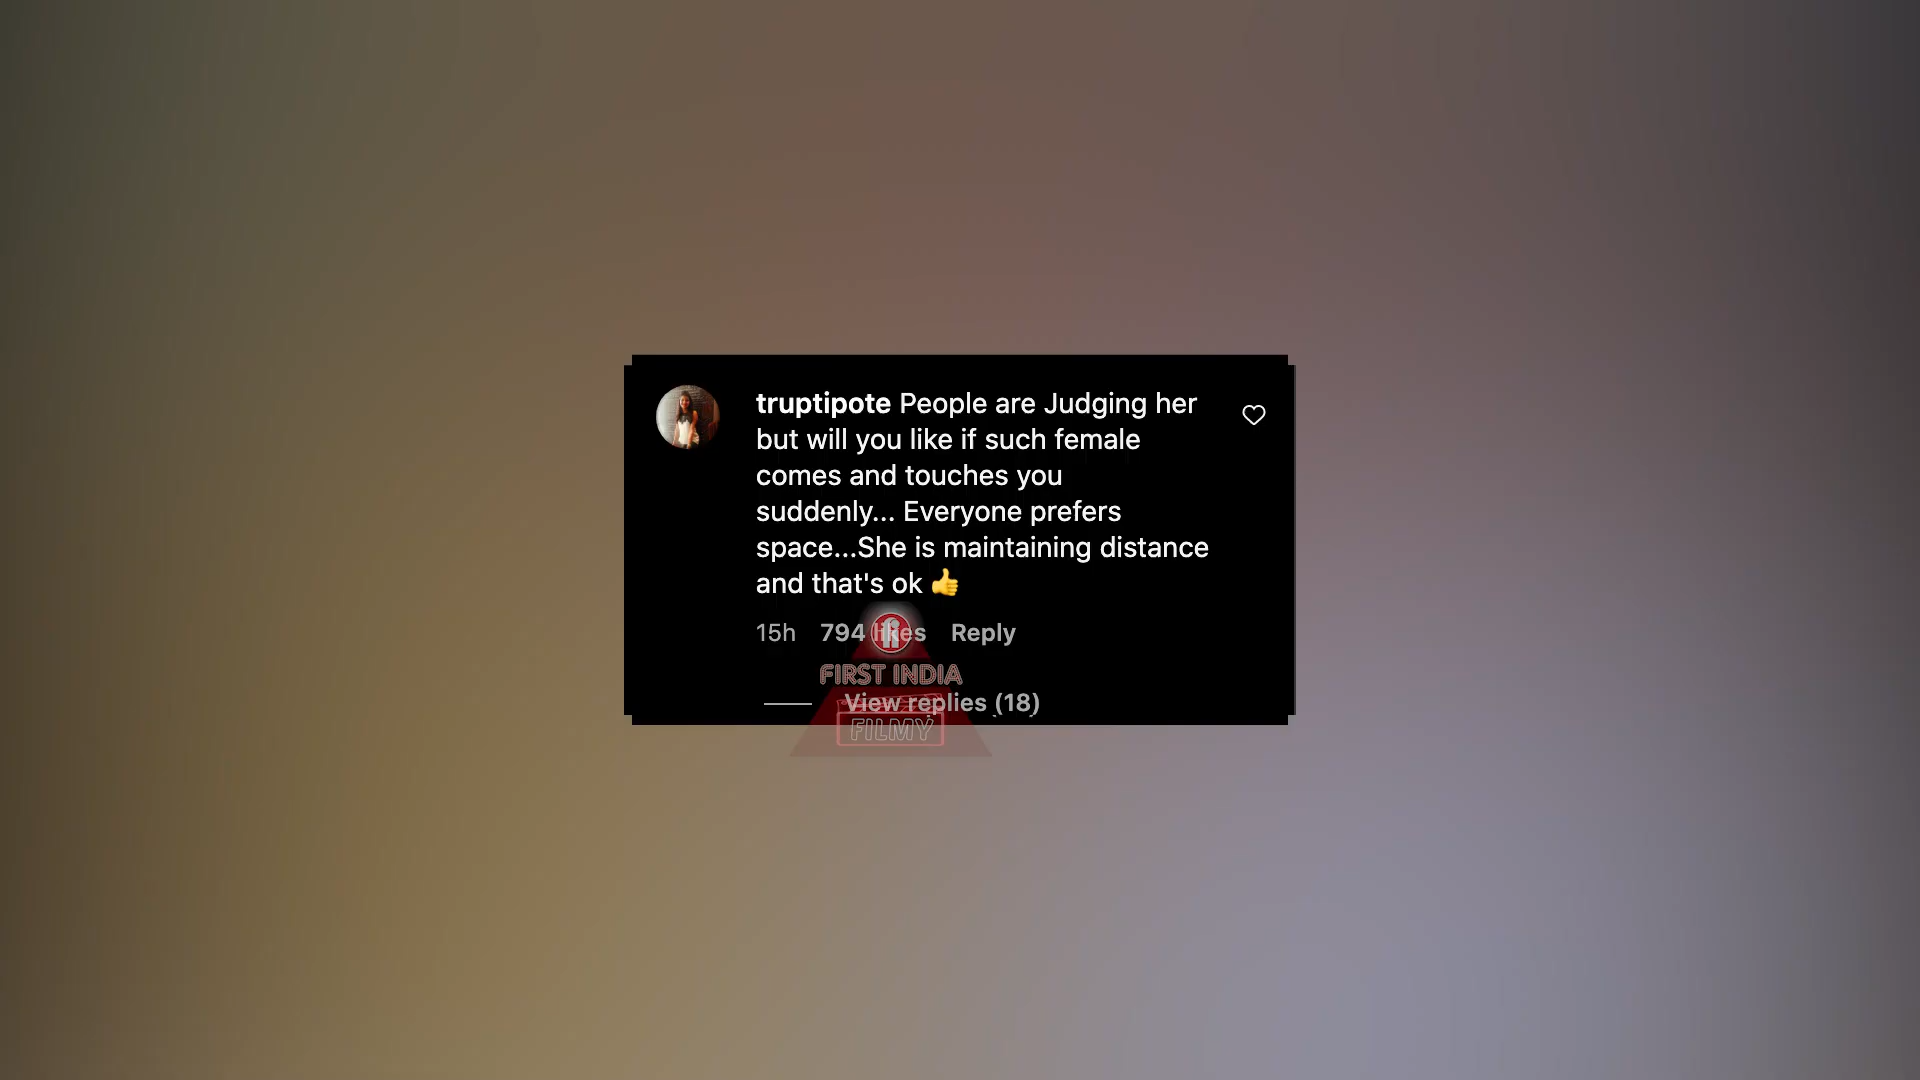 truptipote People are Judging her
but will you like if such female
comes and touches you
suddenly... Everyone prefers
space...She is maintaining distance
and that's ok 👍
15h 794 likes Reply
fi
FIRST INDIA
View replies (18)
FILMY